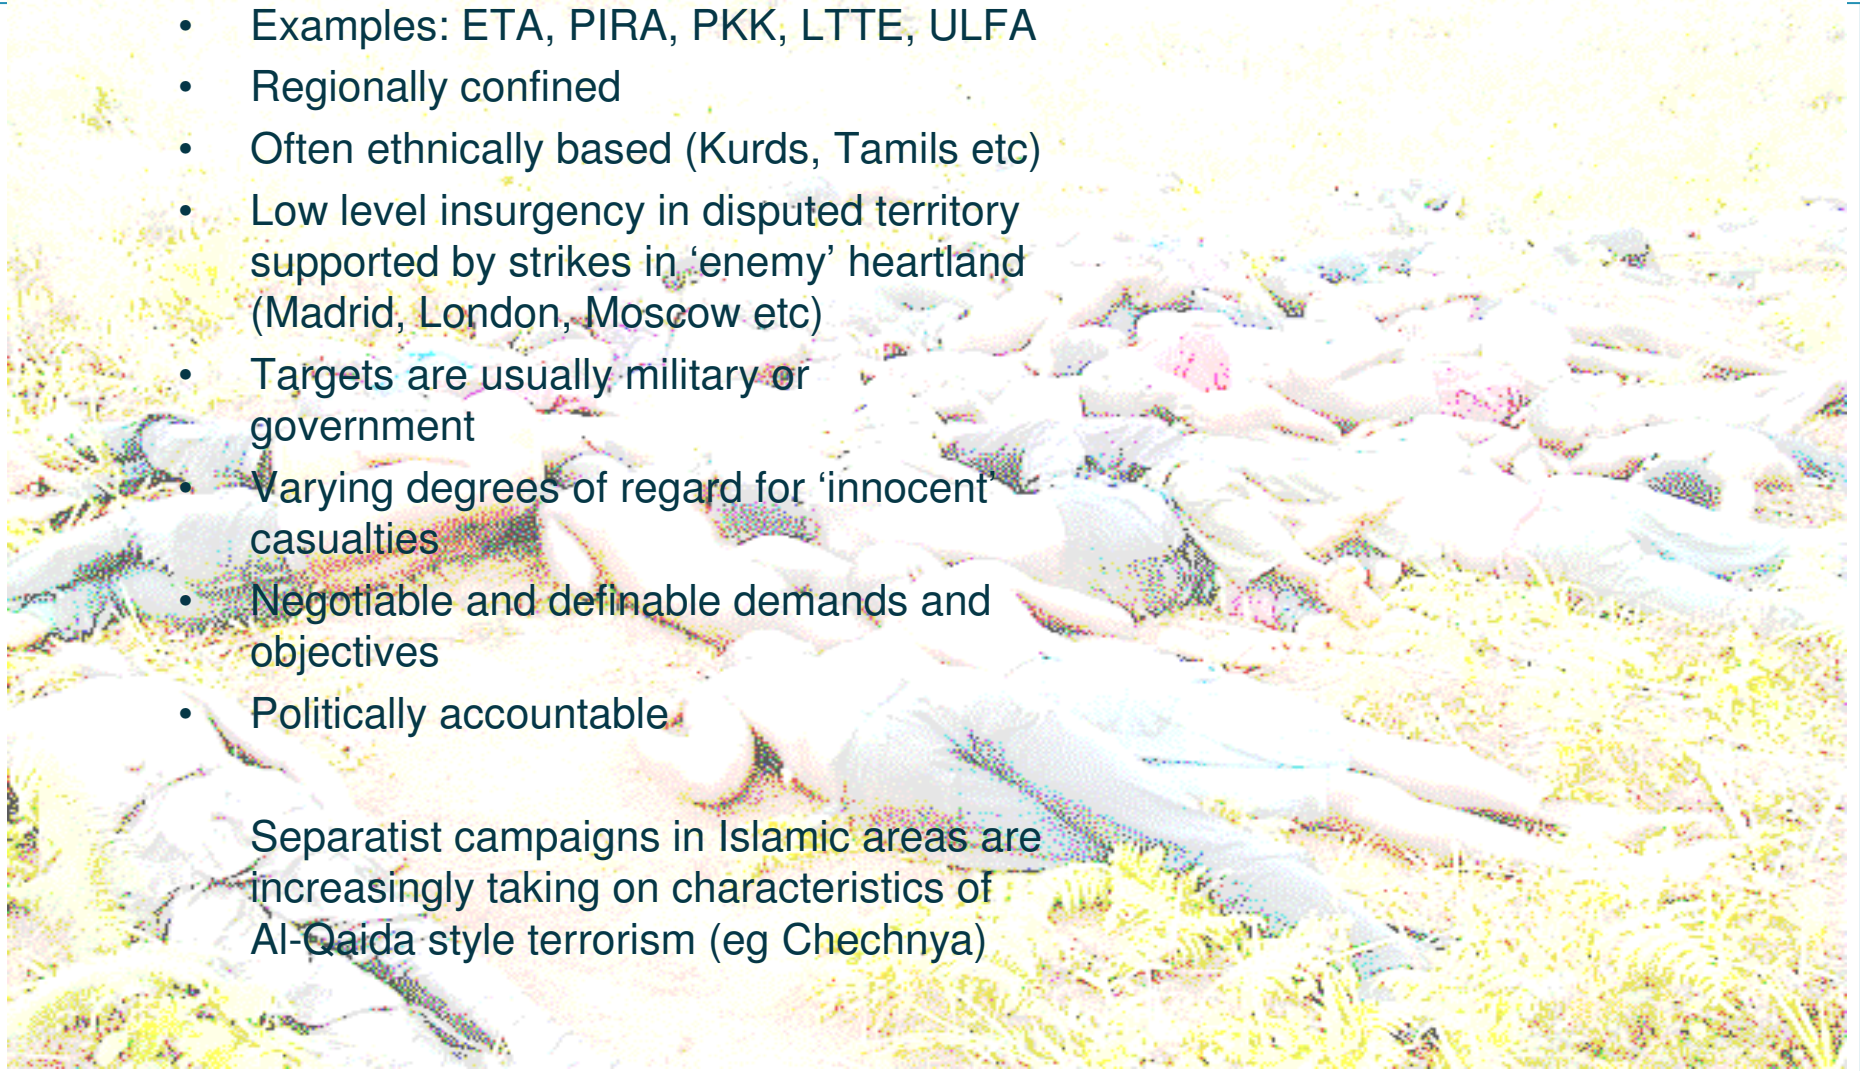 • Examples: ETA, PIRA, PKK, LTTE, ULFA
• Regionally confined
• Often ethnically based (Kurds, Tamils etc)
• Low level insurgency in disputed territory
supported by strikes in ‘enemy’ heartland
(Madrid, London, Moscow etc)
• Targets are usually military or
government
• Varying degrees of regard for ‘innocent’
casualties
• Negotiable and definable demands and
objectives
• Politically accountable
Separatist campaigns in Islamic areas are
increasingly taking on characteristics of
Al-Qaida style terrorism (eg Chechnya)